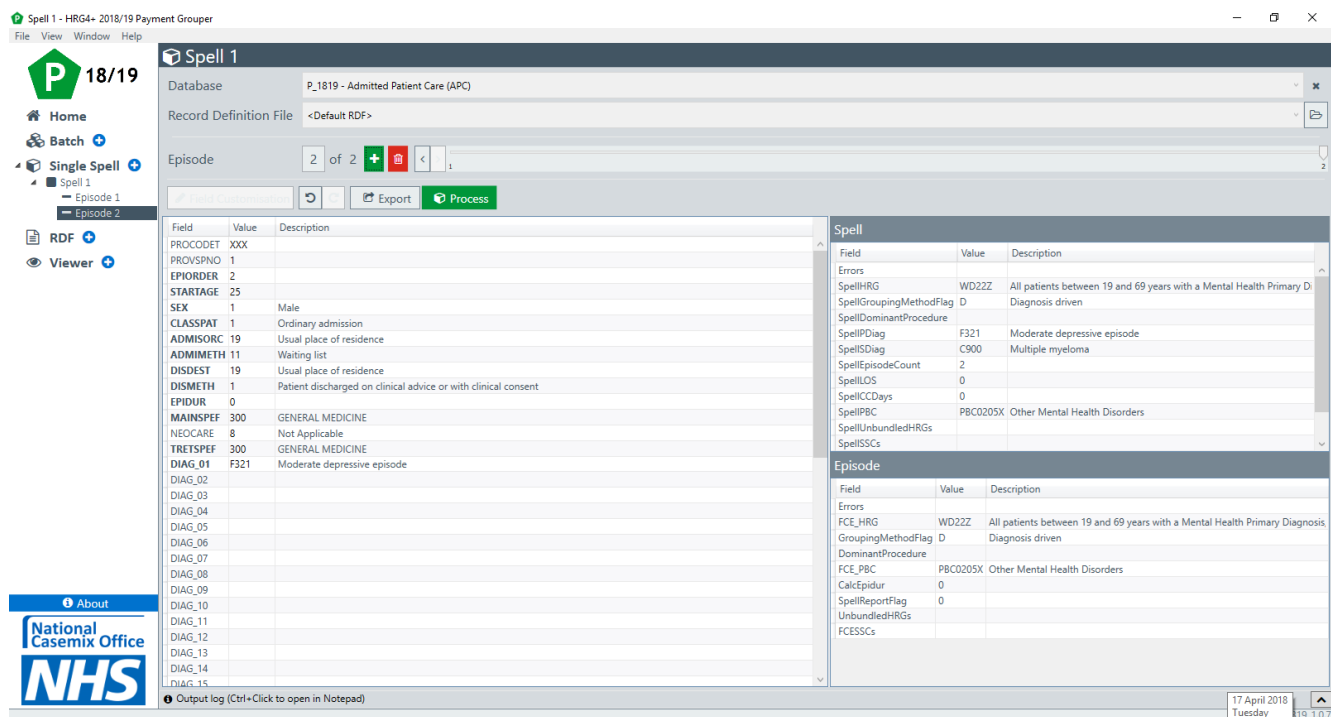 P Spell 1 - HRG4+ 2018/19 Payment Grouper
File View Window Help
P 18/19
Home
Batch
Single Spell
Spell 1
Episode 1
Episode 2
RDF
Viewer
About
National
Casemix Office
NHS
Spell 1
Database P_1819 - Admitted Patient Care (APC)
Record Definition File <Default RDF>
Episode 2 of 2 1 2
Field Customisation Export Process
Field Value Description
PROCODET XXX
PROVSPNO 1
EPIORDER 2
STARTAGE 25
SEX 1 Male
CLASSPAT 1 Ordinary admission
ADMISORC 19 Usual place of residence
ADMIMETH 11 Waiting list
DISDEST 19 Usual place of residence
DISMETH 1 Patient discharged on clinical advice or with clinical consent
EPIDUR 0
MAINSPEF 300 GENERAL MEDICINE
NEOCARE 8 Not Applicable
TRETSPEF 300 GENERAL MEDICINE
DIAG_01 F321 Moderate depressive episode
DIAG_02
DIAG_03
DIAG_04
DIAG_05
DIAG_06
DIAG_07
DIAG_08
DIAG_09
DIAG_10
DIAG_11
DIAG_12
DIAG_13
DIAG_14
DIAG_15
Spell
Field Value Description
Errors
SpellHRG WD22Z All patients between 19 and 69 years with a Mental Health Primary Di
SpellGroupingMethodFlag D Diagnosis driven
SpellDominantProcedure
SpellPDiag F321 Moderate depressive episode
SpellSDiag C900 Multiple myeloma
SpellEpisodeCount 2
SpellLOS 0
SpellCCDays 0
SpellPBC PBC0205X Other Mental Health Disorders
SpellUnbundledHRGs
SpellSSCs
Episode
Field Value Description
Errors
FCE_HRG WD22Z All patients between 19 and 69 years with a Mental Health Primary Diagnosis,
GroupingMethodFlag D Diagnosis driven
DominantProcedure
FCE_PBC PBC0205X Other Mental Health Disorders
CalcEpidur 0
SpellReportFlag 0
UnbundledHRGs
FCESSCs
Output log (Ctrl+Click to open in Notepad)
17 April 2018
Tuesday